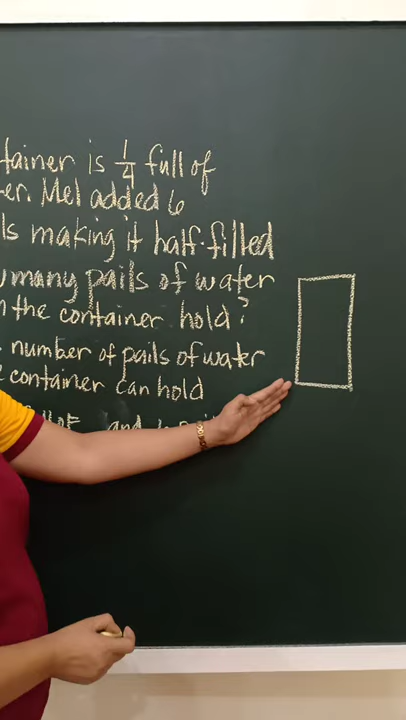 tainer is 1/4 full of
er. Mel added 6
ls making it half-filled
many pails of water
n the container hold?
number of pails of water
container can hold
and